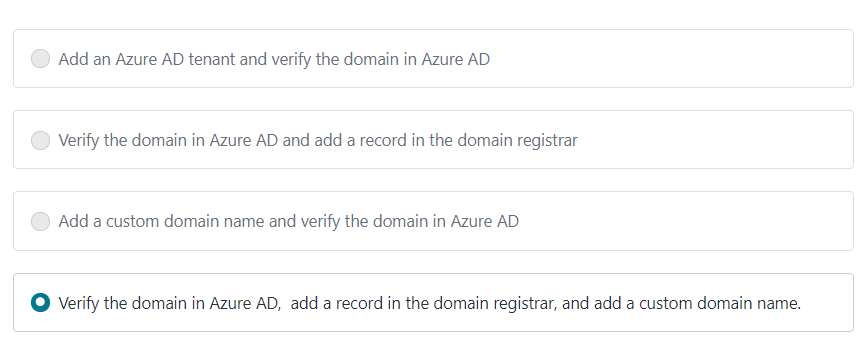 Add an Azure AD tenant and verify the domain in Azure AD
Verify the domain in Azure AD and add a record in the domain registrar
Add a custom domain name and verify the domain in Azure AD
Verify the domain in Azure AD,  add a record in the domain registrar, and add a custom domain name.